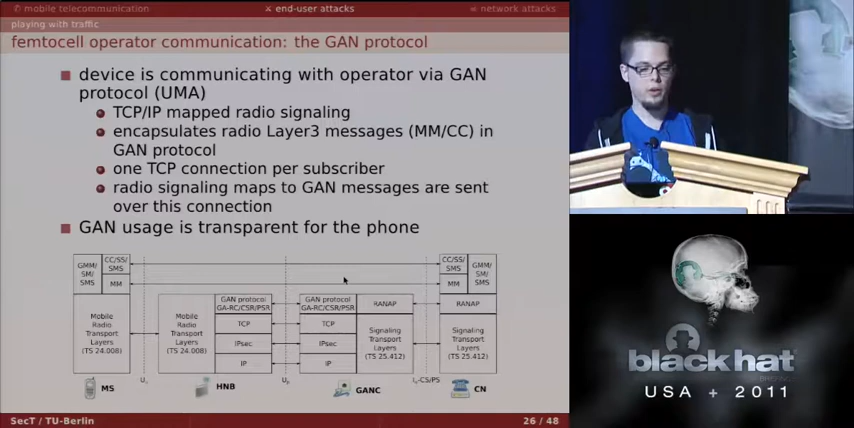 mobile telecommunication
end-user attacks
network attacks
playing with traffic
femtocell operator communication: the GAN protocol
device is communicating with operator via GAN
protocol (UMA)
TCP/IP mapped radio signaling
encapsulates radio Layer3 messages (MM/CC) in
GAN protocol
one TCP connection per subscriber
radio signaling maps to GAN messages are sent
over this connection
GAN usage is transparent for the phone
GMM/
SM/
SMS
CC/SS/
SMS
MM
Mobile
Radio
Transport
Layers
(TS 24.008)
MS
Mobile
Radio
Transport
Layers
(TS 24.008)
GAN protocol
GA-RC/CSR/PSR
TCP
IPsec
IP
HNB
GAN protocol
GA-RC/CSR/PSR
TCP
IPsec
IP
RANAP
Signaling
Transport
Layers
(TS 25.412)
GANC
CC/SS/
SMS
MM
GMM/
SM/
SMS
RANAP
Signaling
Transport
Layers
(TS 25.412)
CN
SecT / TU-Berlin
26 / 48
black hat
USA + 2011